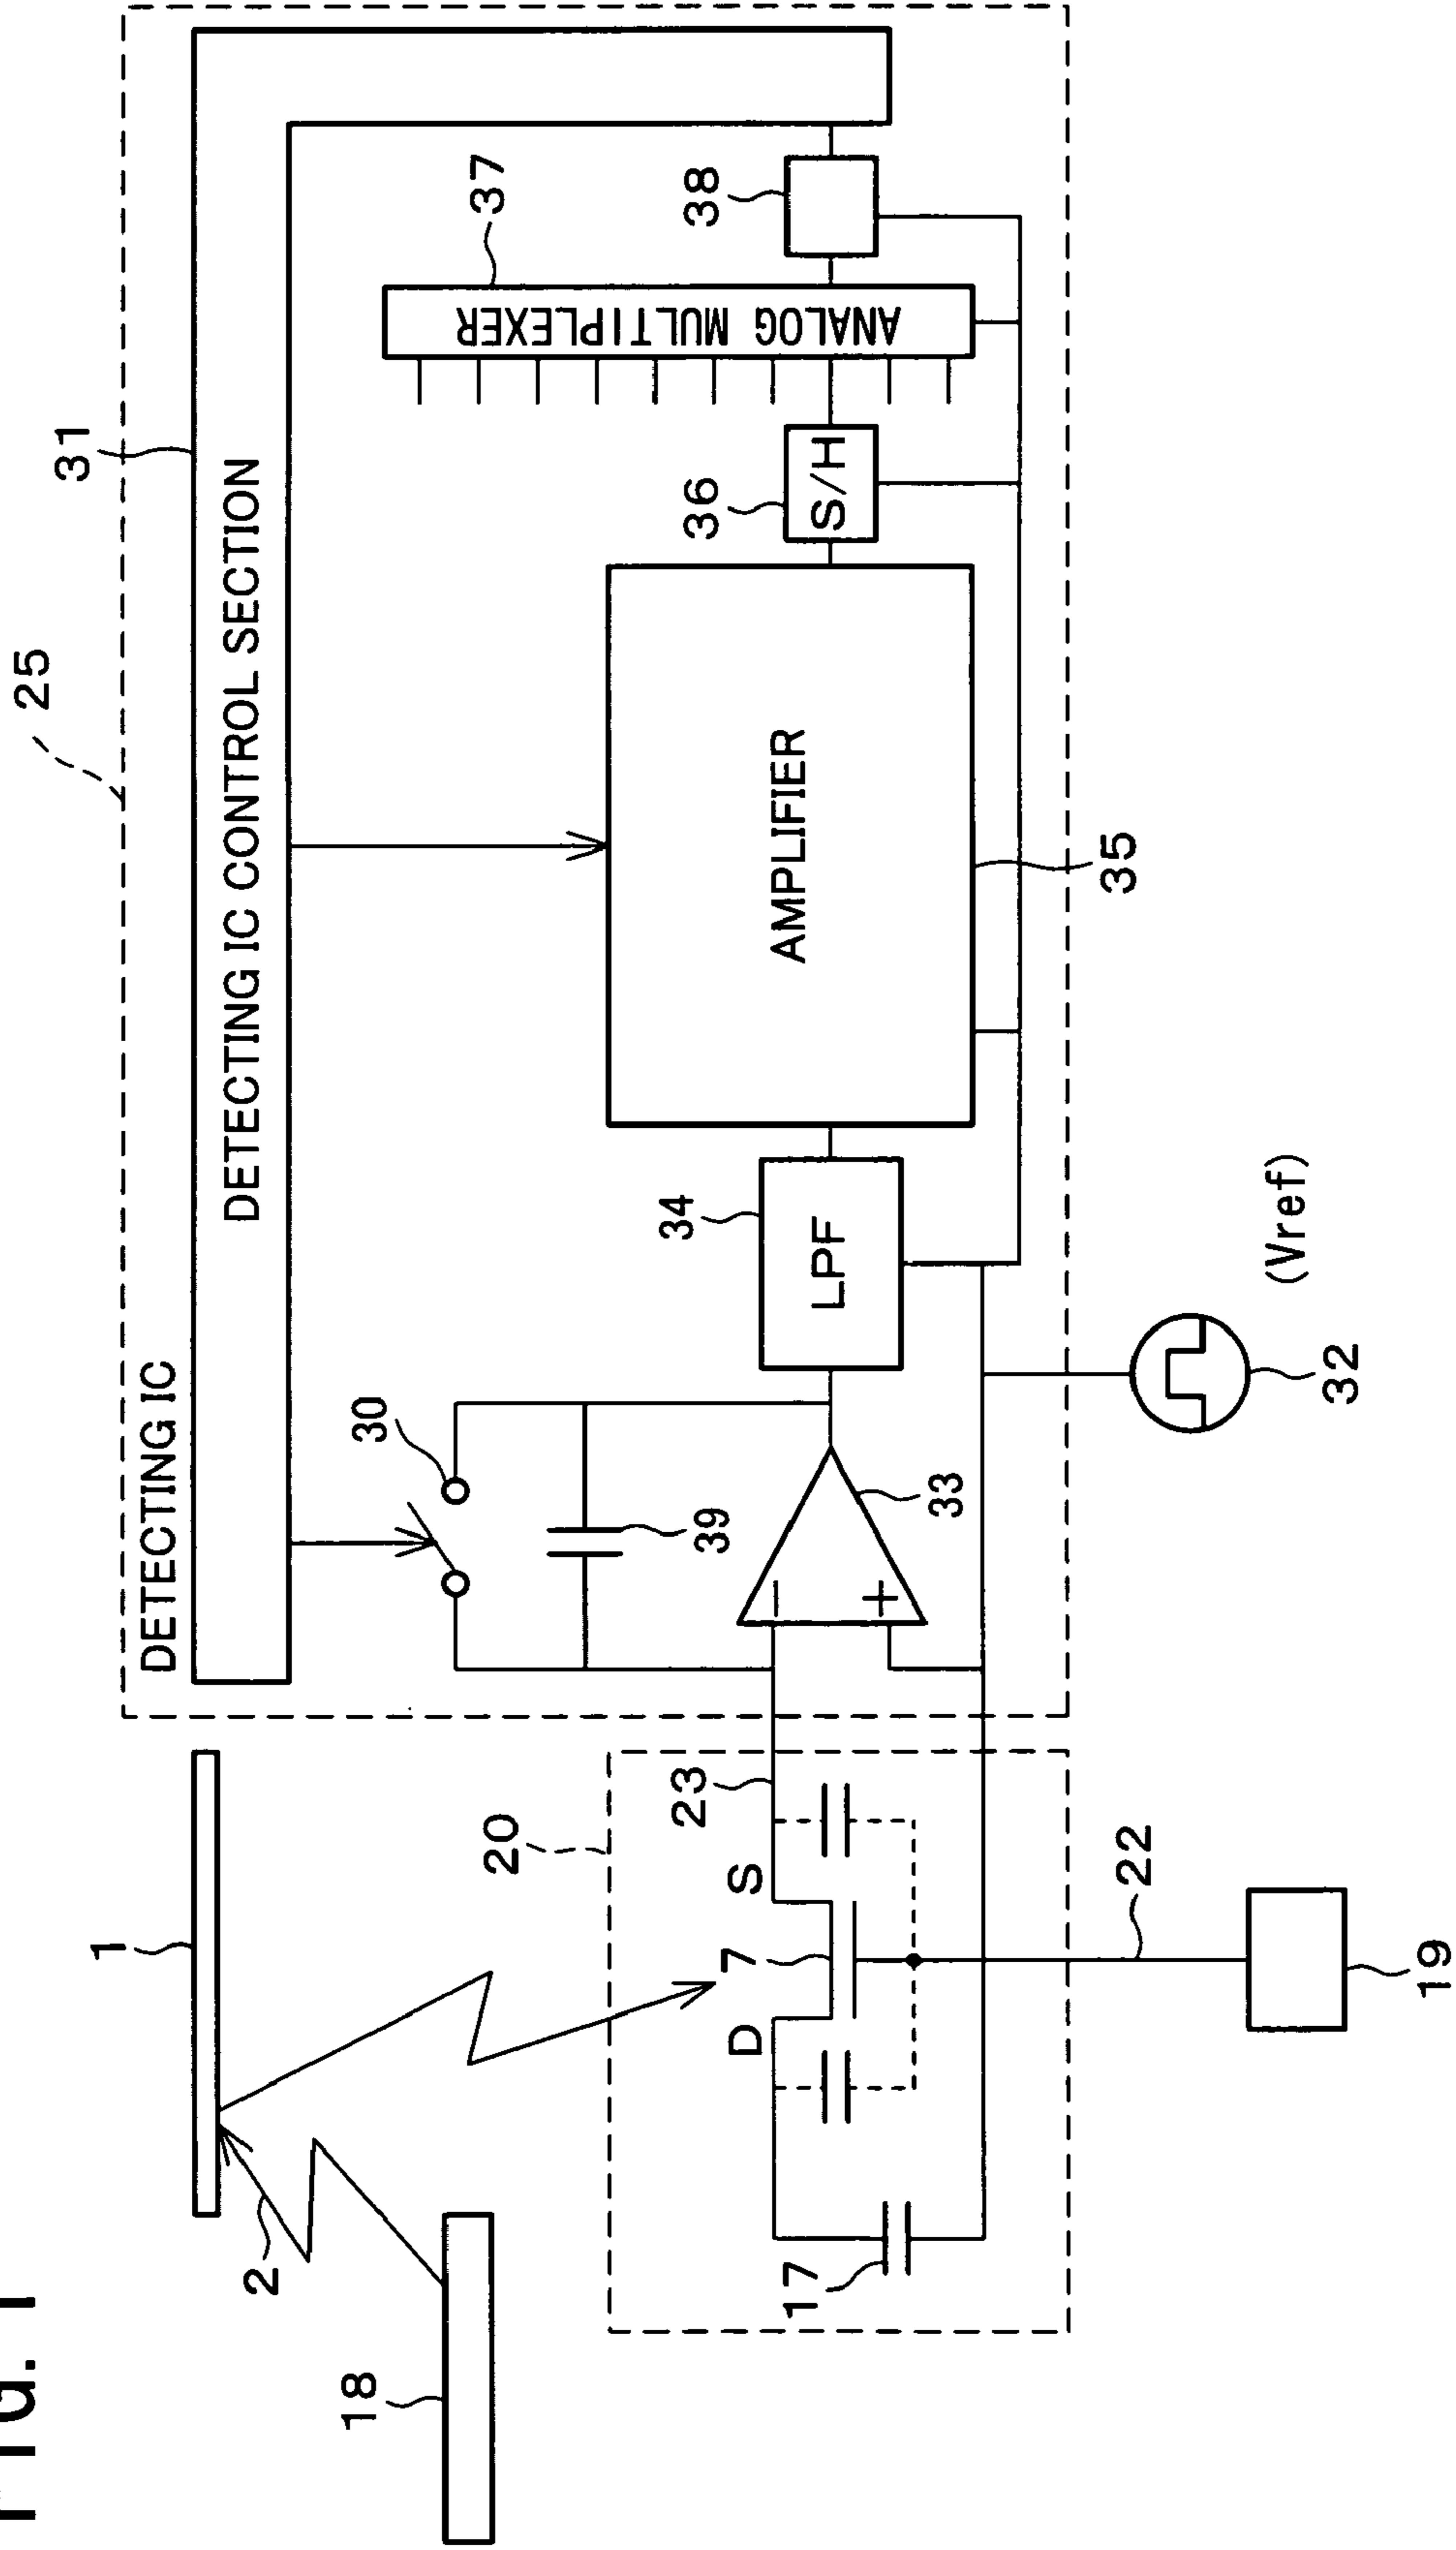 FIG. 1
25
31
DETECTING IC
DETECTING IC CONTROL SECTION
37
38
36
S/H
ANALOG MULTIPLEXER
30
39
34
LPF
AMPLIFIER
35
33
−
+
1
2
18
20
23
S
7
D
17
22
19
32
(Vref)